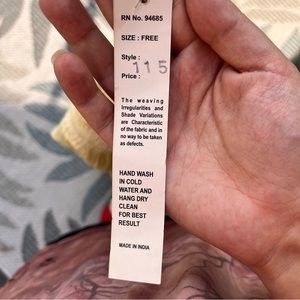 RN No. 94685
SIZE : FREE
Style :
115
Price :
The weaving
irregularities and
Shade Variations
are Characteristic
of the fabric and in
no way to be taken
as defects.
HAND WASH
IN COLD
WATER AND
HANG DRY
CLEAN
FOR BEST
RESULT
MADE IN INDIA